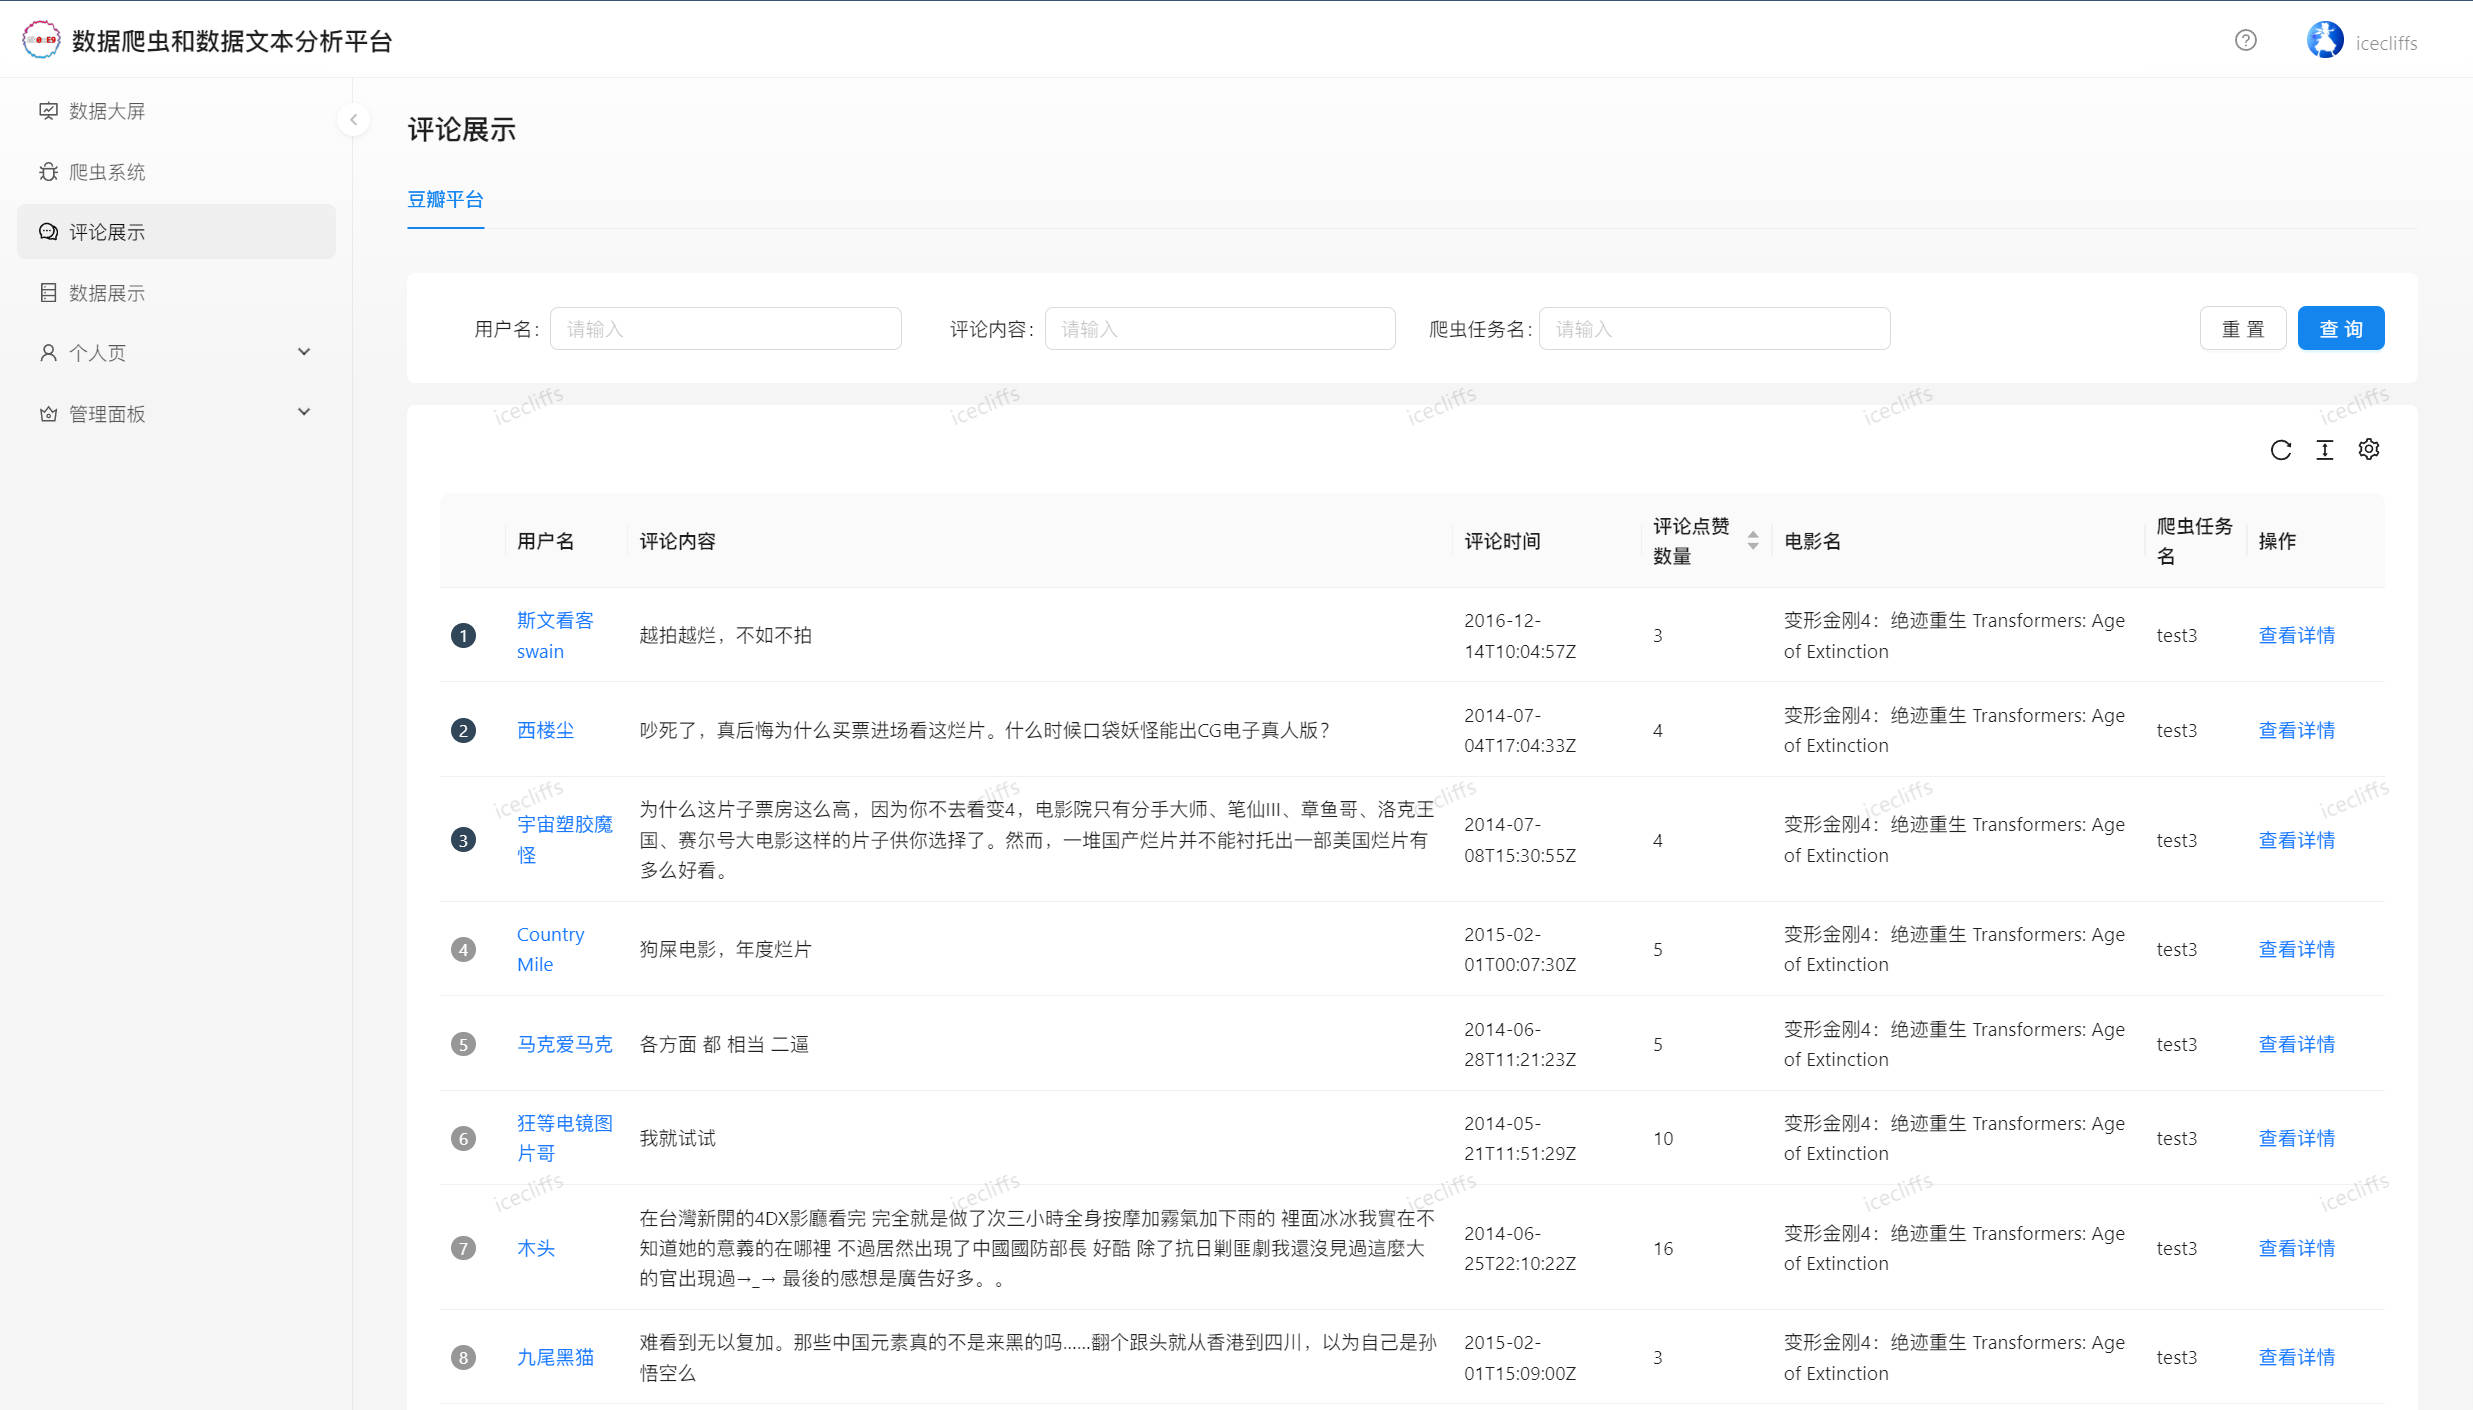 数据爬虫和数据文本分析平台
icecliffs
数据大屏
爬虫系统
评论展示
数据展示
个人页
管理面板
评论展示
豆瓣平台
用户名: 请输入
评论内容: 请输入
爬虫任务名: 请输入
重 置
查 询
icecliffs icecliffs icecliffs icecliffs icecliffs
用户名 评论内容 评论时间 评论点赞数量 电影名 爬虫任务名 操作
1
斯文看客
swain
越拍越烂，不如不拍
2016-12-
14T10:04:57Z
3
变形金刚4：绝迹重生 Transformers: Age
of Extinction
test3
查看详情
2
西楼尘
吵死了，真后悔为什么买票进场看这烂片。什么时候口袋妖怪能出CG电子真人版？
2014-07-
04T17:04:33Z
4
变形金刚4：绝迹重生 Transformers: Age
of Extinction
test3
查看详情
icecliffs icecliffs icecliffs icecliffs icecliffs
3
宇宙塑胶魔
怪
为什么这片子票房这么高，因为你不去看变4，电影院只有分手大师、笔仙III、章鱼哥、洛克王
国、赛尔号大电影这样的片子供你选择了。然而，一堆国产烂片并不能衬托出一部美国烂片有
多么好看。
2014-07-
08T15:30:55Z
4
变形金刚4：绝迹重生 Transformers: Age
of Extinction
test3
查看详情
4
Country
Mile
狗屎电影，年度烂片
2015-02-
01T00:07:30Z
5
变形金刚4：绝迹重生 Transformers: Age
of Extinction
test3
查看详情
5
马克爱马克
各方面 都 相当 二逼
2014-06-
28T11:21:23Z
5
变形金刚4：绝迹重生 Transformers: Age
of Extinction
test3
查看详情
6
狂等电镜图
片哥
我就试试
2014-05-
21T11:51:29Z
10
变形金刚4：绝迹重生 Transformers: Age
of Extinction
test3
查看详情
icecliffs icecliffs icecliffs icecliffs icecliffs
7
木头
在台灣新開的4DX影廳看完 完全就是做了次三小時全身按摩加霧氣加下雨的 裡面冰冰我實在不
知道她的意義的在哪裡 不過居然出現了中國國防部長 好酷 除了抗日剿匪劇我還沒見過這麼大
的官出現過→_→ 最後的感想是廣告好多。。
2014-06-
25T22:10:22Z
16
变形金刚4：绝迹重生 Transformers: Age
of Extinction
test3
查看详情
8
九尾黑猫
难看到无以复加。那些中国元素真的不是来黑的吗……翻个跟头就从香港到四川，以为自己是孙
悟空么
2015-02-
01T15:09:00Z
3
变形金刚4：绝迹重生 Transformers: Age
of Extinction
test3
查看详情